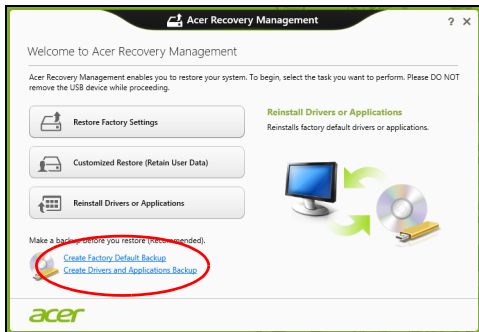 Acer Recovery Management
? X
Welcome to Acer Recovery Management
Acer Recovery Management enables you to restore your system. To begin, select the task you want to perform. Please DO NOT
remove the USB device while proceeding.
Restore Factory Settings
Customized Restore (Retain User Data)
Reinstall Drivers or Applications
Reinstall Drivers or Applications
Reinstalls factory default drivers or applications.
Make a backup before you restore (Recommended).
Create Factory Default Backup
Create Drivers and Applications Backup
acer